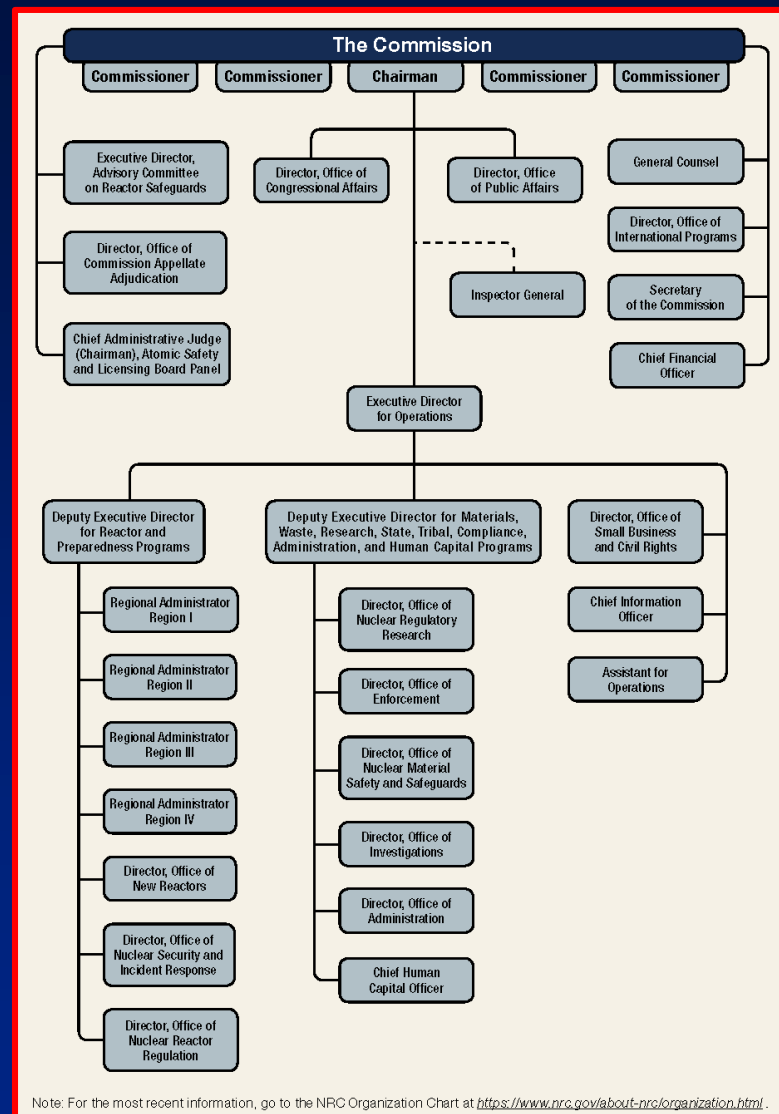 The Commission
Commissioner
Commissioner
Chairman
Commissioner
Commissioner
Executive Director,
Advisory Committee
on Reactor Safeguards
Director, Office of
Commission Appellate
Adjudication
Chief Administrative Judge
(Chairman), Atomic Safety
and Licensing Board Panel
Director, Office of
Congressional Affairs
Director, Office
of Public Affairs
Inspector General
General Counsel
Director, Office of
International Programs
Secretary
of the Commission
Chief Financial
Officer
Executive Director
for Operations
Deputy Executive Director
for Reactor and
Preparedness Programs
Regional Administrator
Region I
Regional Administrator
Region II
Regional Administrator
Region III
Regional Administrator
Region IV
Director, Office of
New Reactors
Director, Office of
Nuclear Security and
Incident Response
Director, Office of
Nuclear Reactor
Regulation
Deputy Executive Director for Materials,
Waste, Research, State, Tribal, Compliance,
Administration, and Human Capital Programs
Director, Office of
Nuclear Regulatory
Research
Director, Office of
Enforcement
Director, Office of
Nuclear Material
Safety and Safeguards
Director, Office of
Investigations
Director, Office of
Administration
Chief Human
Capital Officer
Director, Office of
Small Business
and Civil Rights
Chief Information
Officer
Assistant for
Operations
Note: For the most recent information, go to the NRC Organization Chart at https://www.nrc.gov/about-nrc/organization.html.